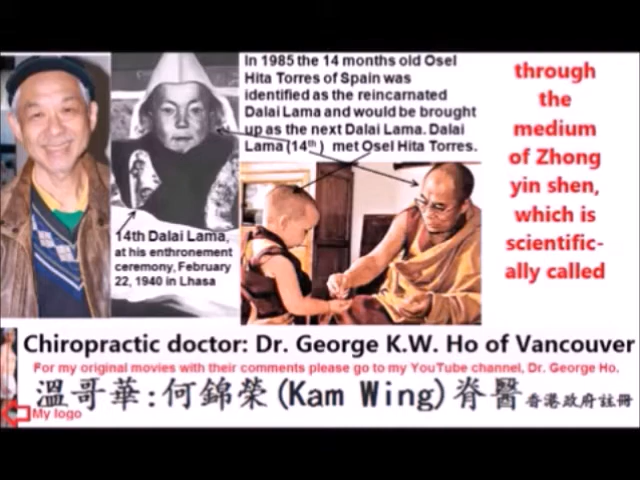 In 1985 the 14 months old Osel
Hita Torres of Spain was
identified as the reincarnated
Dalai Lama and would be brought
up as the next Dalai Lama. Dalai
Lama (14th ) met Osel Hita Torres.
through
the
medium
of Zhong
yin shen,
which is
scientific-
ally called
14th Dalai Lama,
at his enthronement
ceremony, February
22, 1940 in Lhasa
Chiropractic doctor: Dr. George K.W. Ho of Vancouver
For my original movies with their comments please go to my YouTube channel, Dr. George Ho.
溫哥華:何錦榮(Kam Wing)脊醫香港政府註冊
My logo